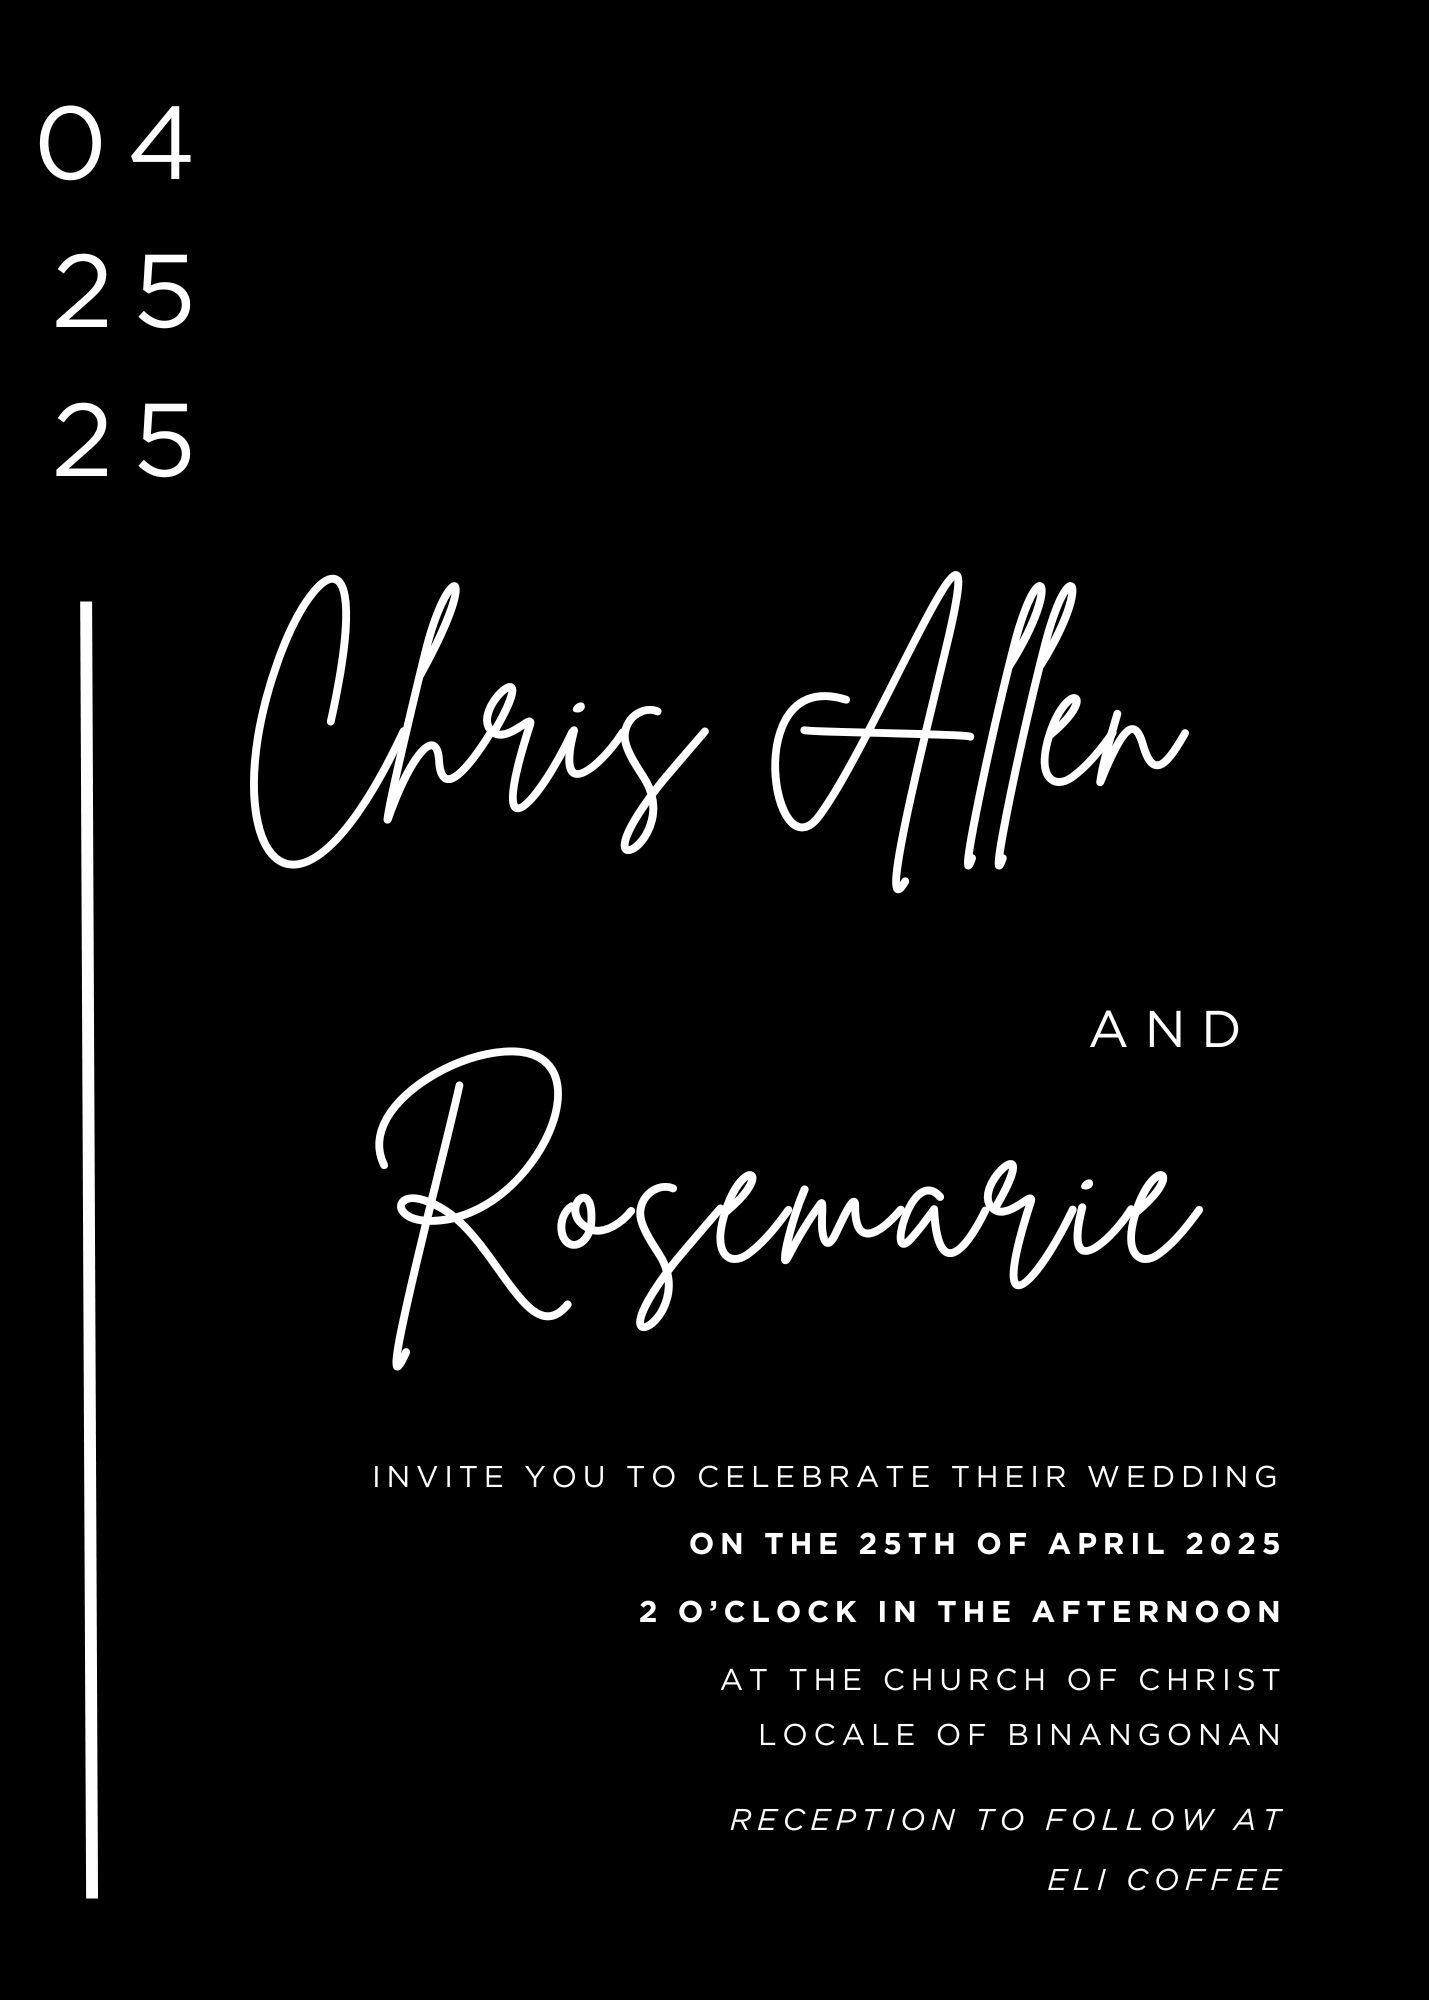 04
25
25
Chris Allen
AND
Rosemarie
INVITE YOU TO CELEBRATE THEIR WEDDING
ON THE 25TH OF APRIL 2025
2 O’CLOCK IN THE AFTERNOON
AT THE CHURCH OF CHRIST
LOCALE OF BINANGONAN
RECEPTION TO FOLLOW AT
ELI COFFEE